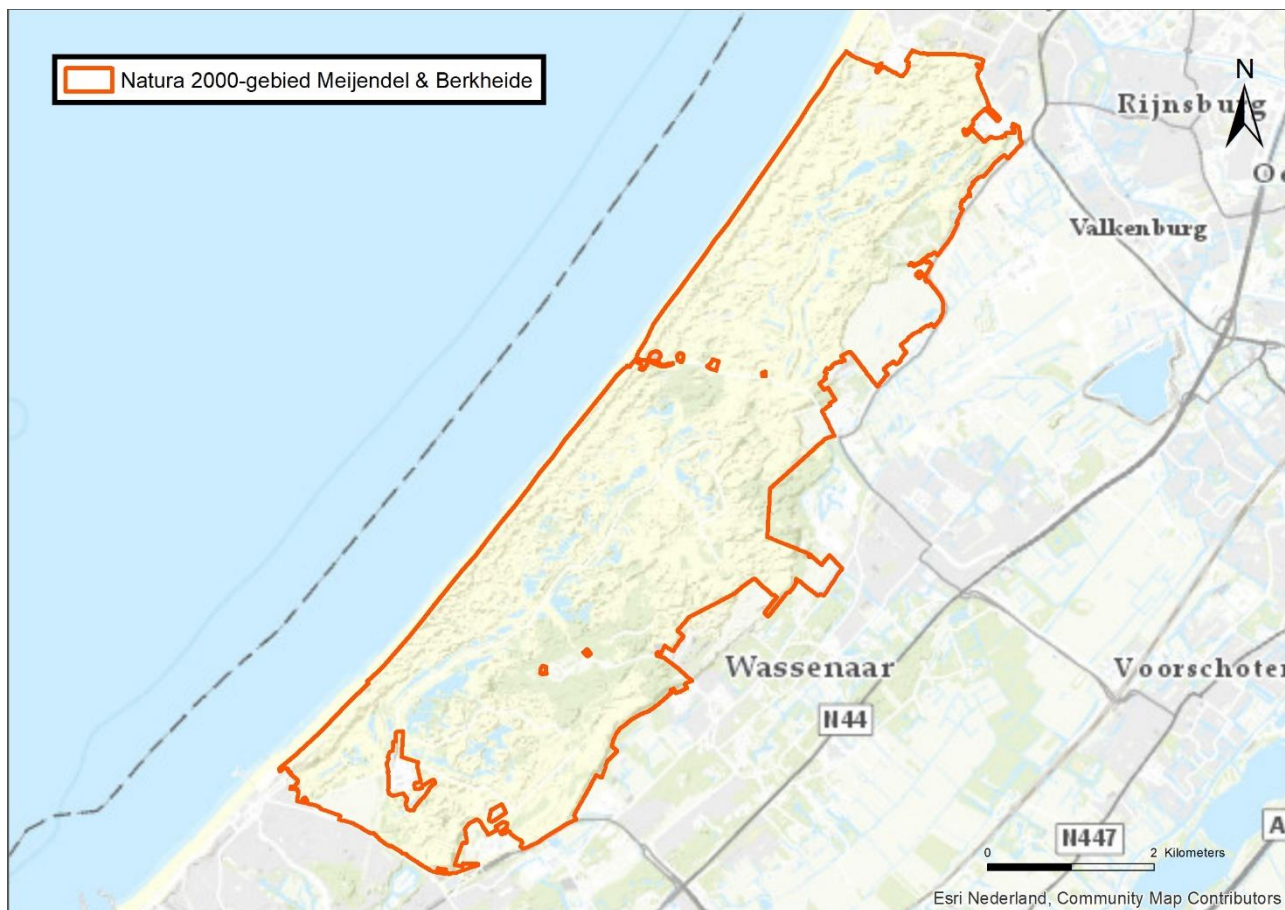 Natura 2000-gebied Meijendel & Berkheide
N
Rijnsburg
Oe
Valkenburg
Wassenaar
Voorschoten
N44
N447
A
0 2 Kilometers
Esri Nederland, Community Map Contributors